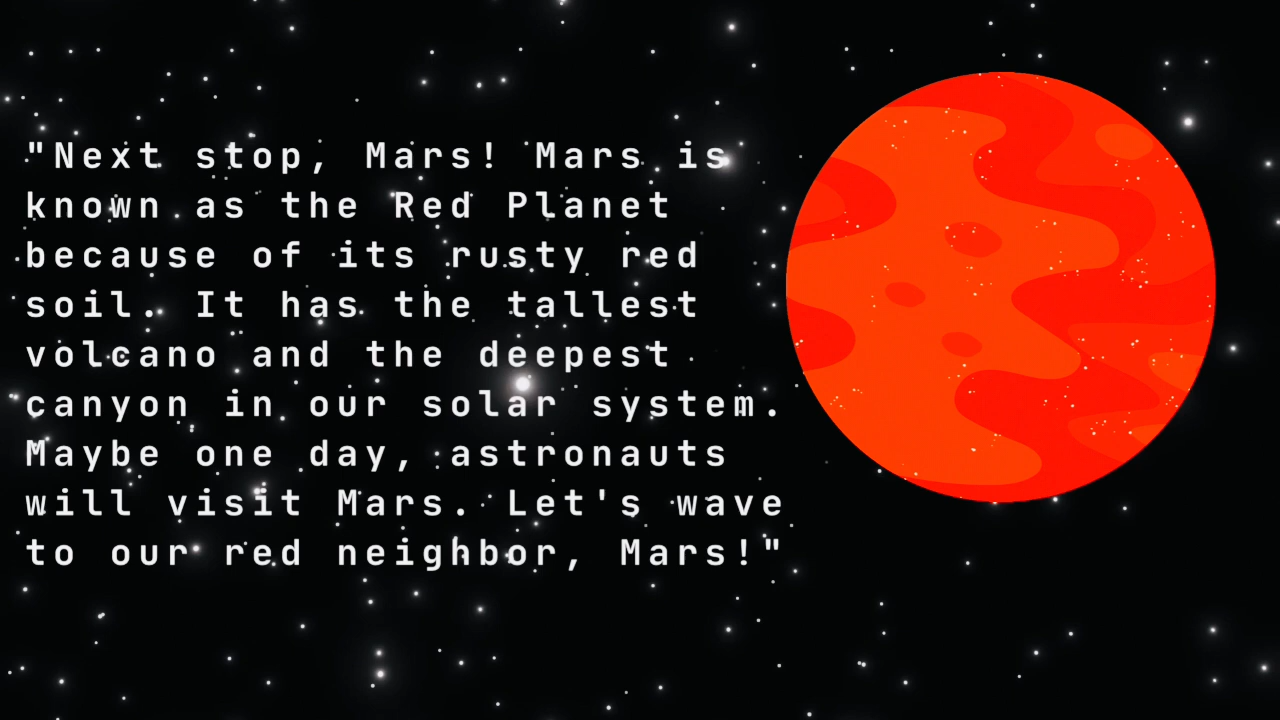 "Next stop, Mars! Mars is
known as the Red Planet
because of its rusty red
soil. It has the tallest
volcano and the deepest
canyon in our solar system.
Maybe one day, astronauts
will visit Mars. Let's wave
to our red neighbor, Mars!"